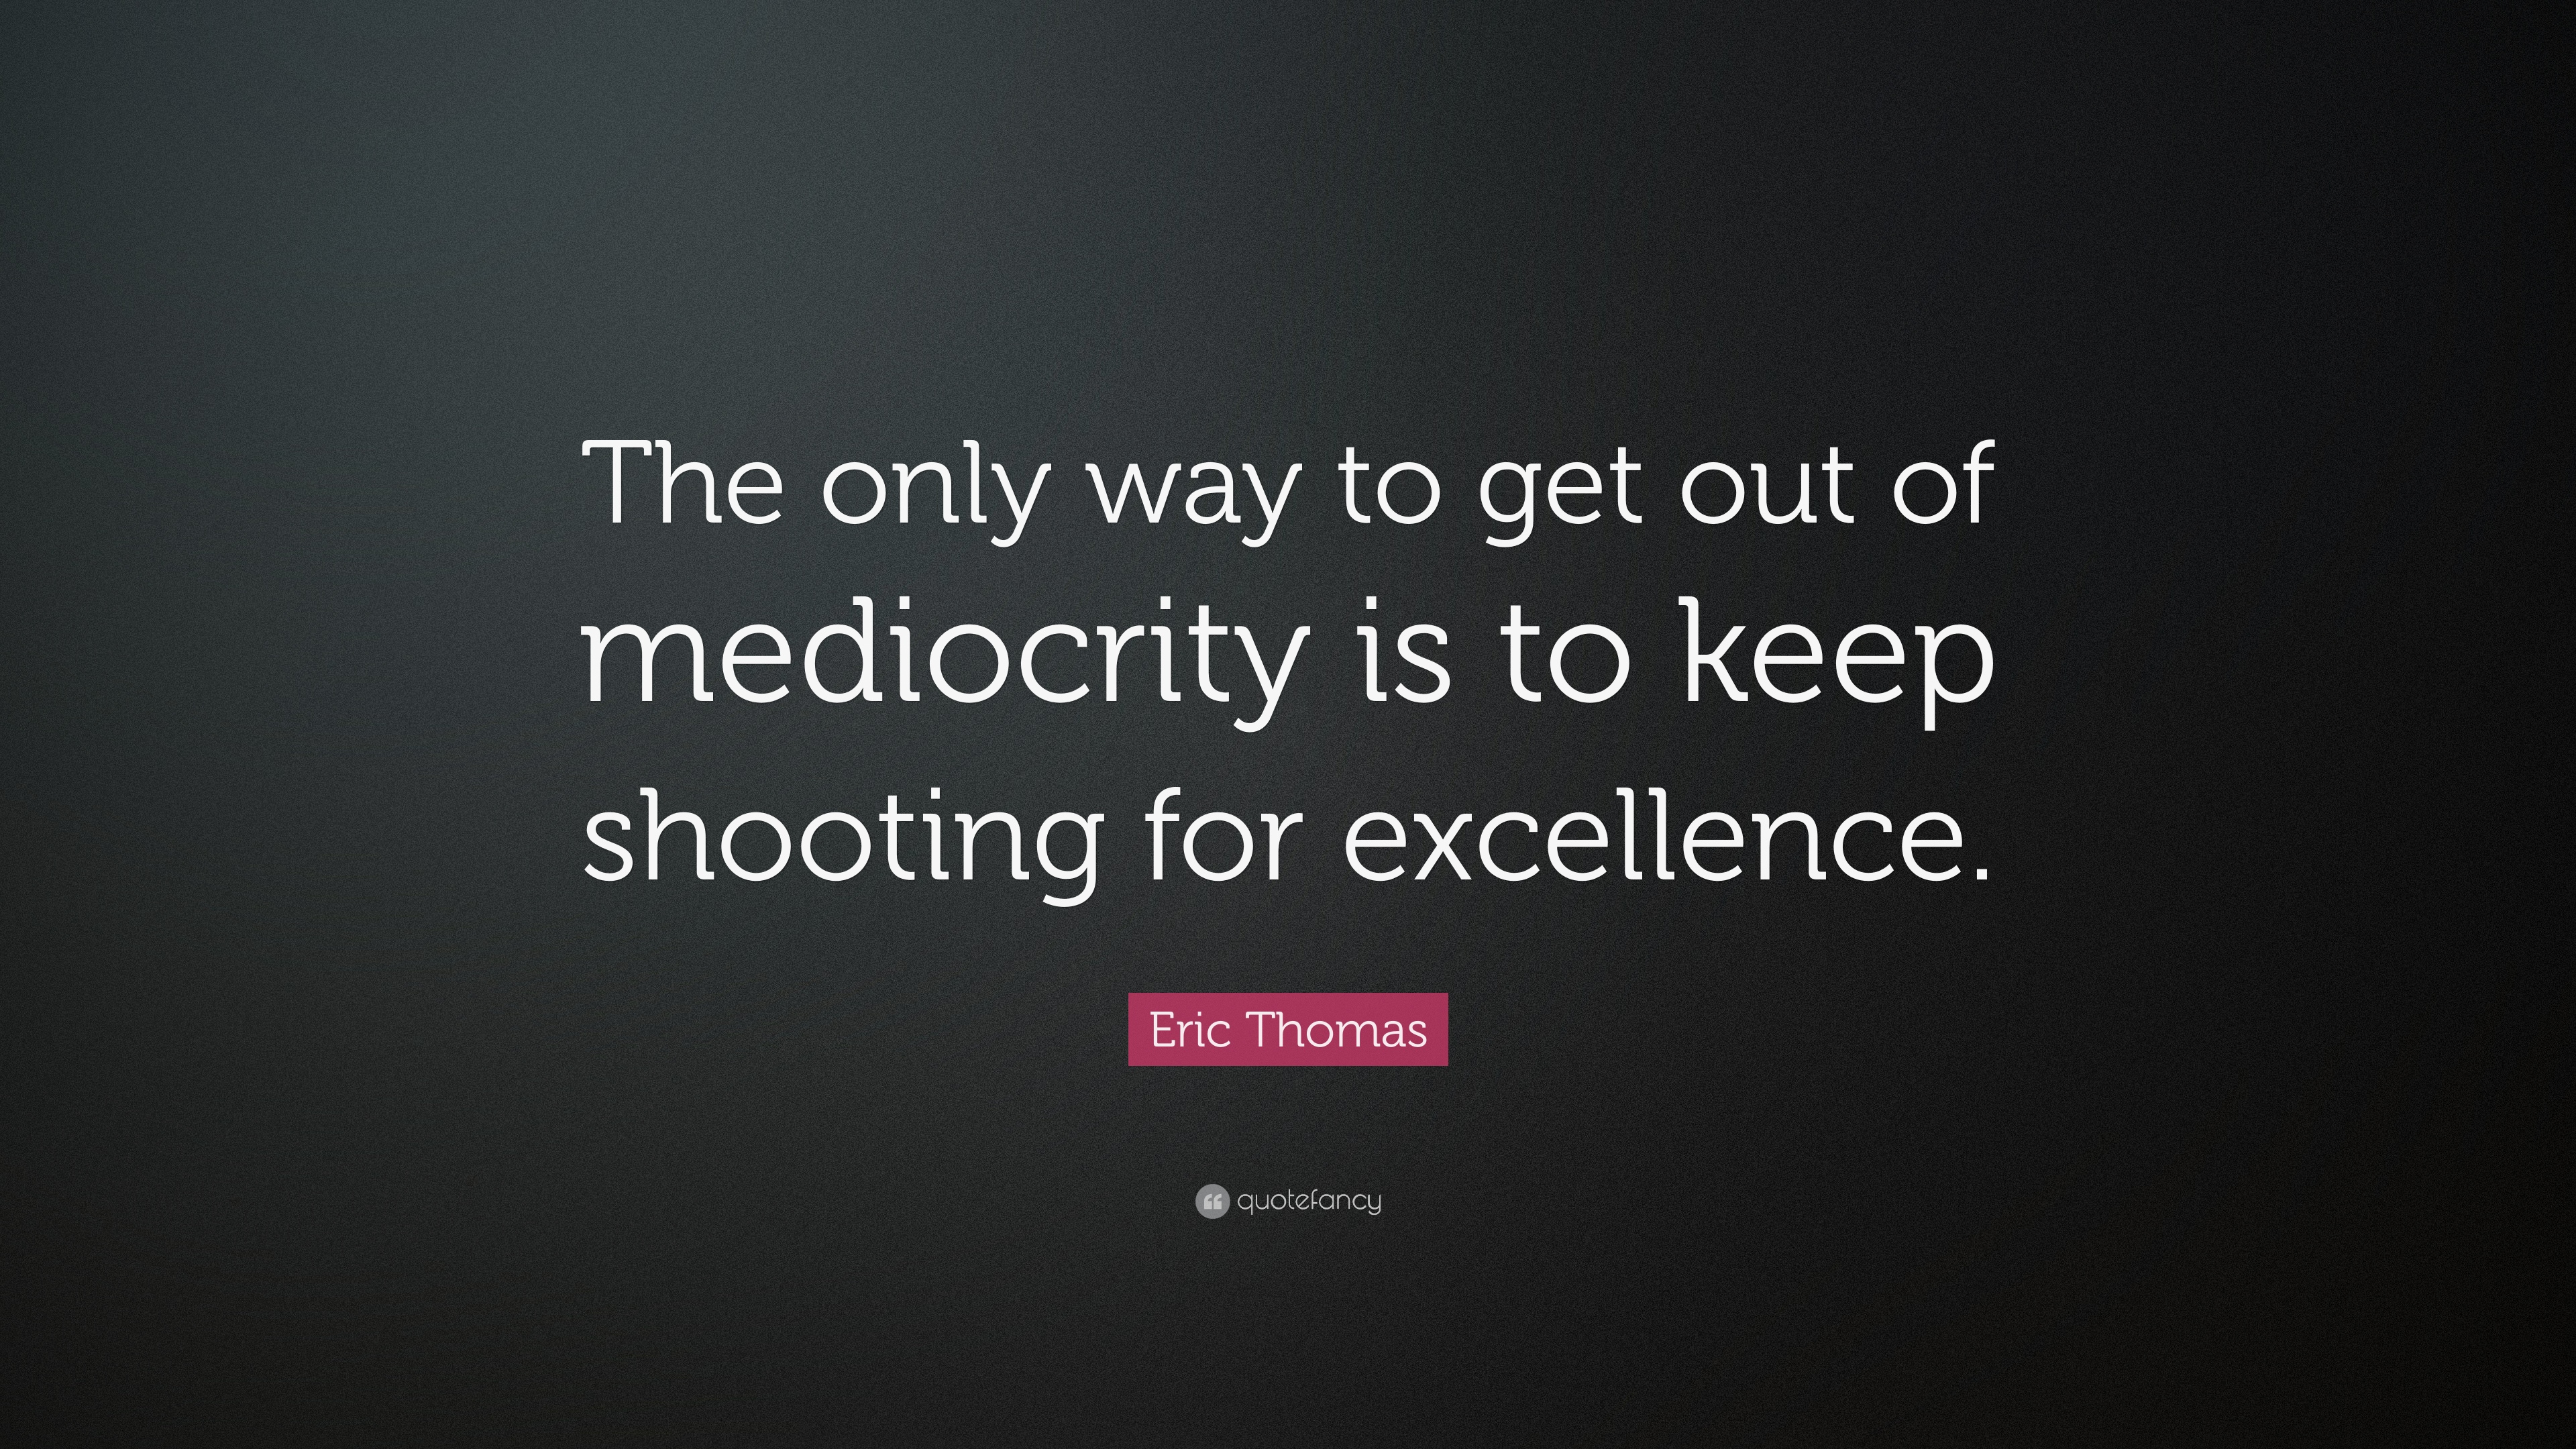 The only way to get out of
mediocrity is to keep
shooting for excellence.
Eric Thomas
quotefancy